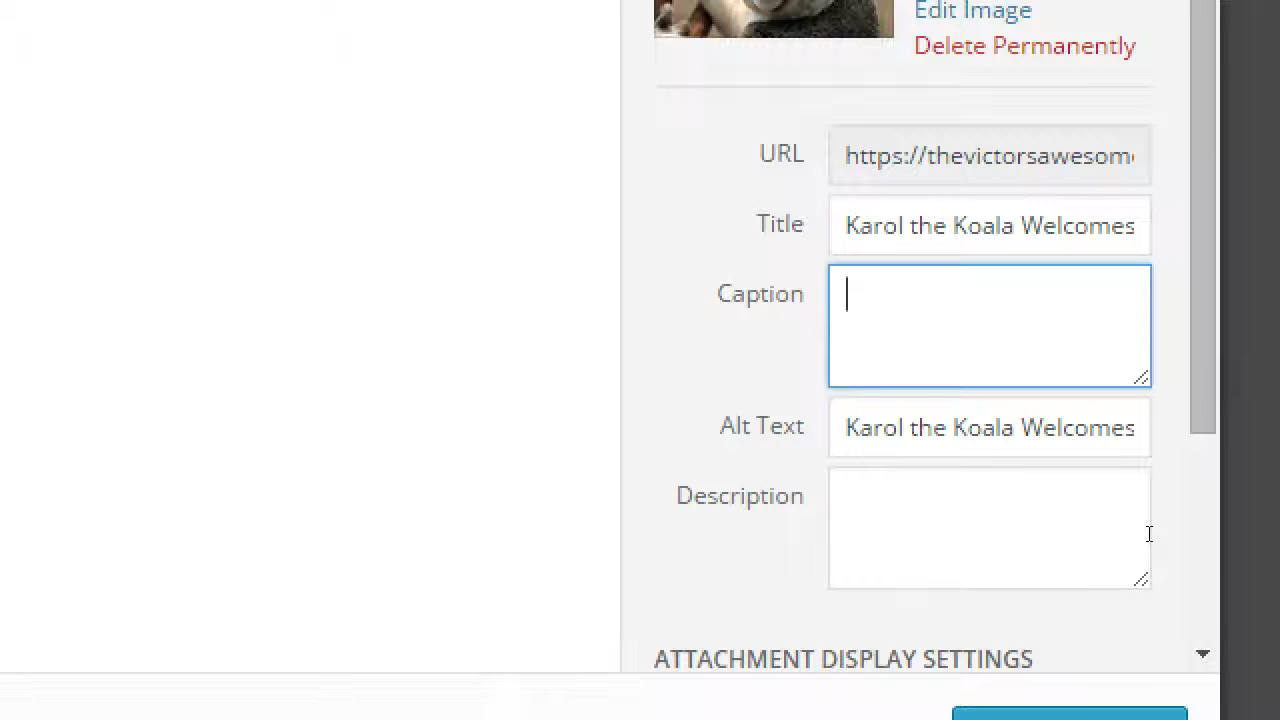 Edit Image
Delete Permanently
URL https://thevictorsawesom
Title Karol the Koala Welcomes
Caption
Alt Text Karol the Koala Welcomes
Description
ATTACHMENT DISPLAY SETTINGS